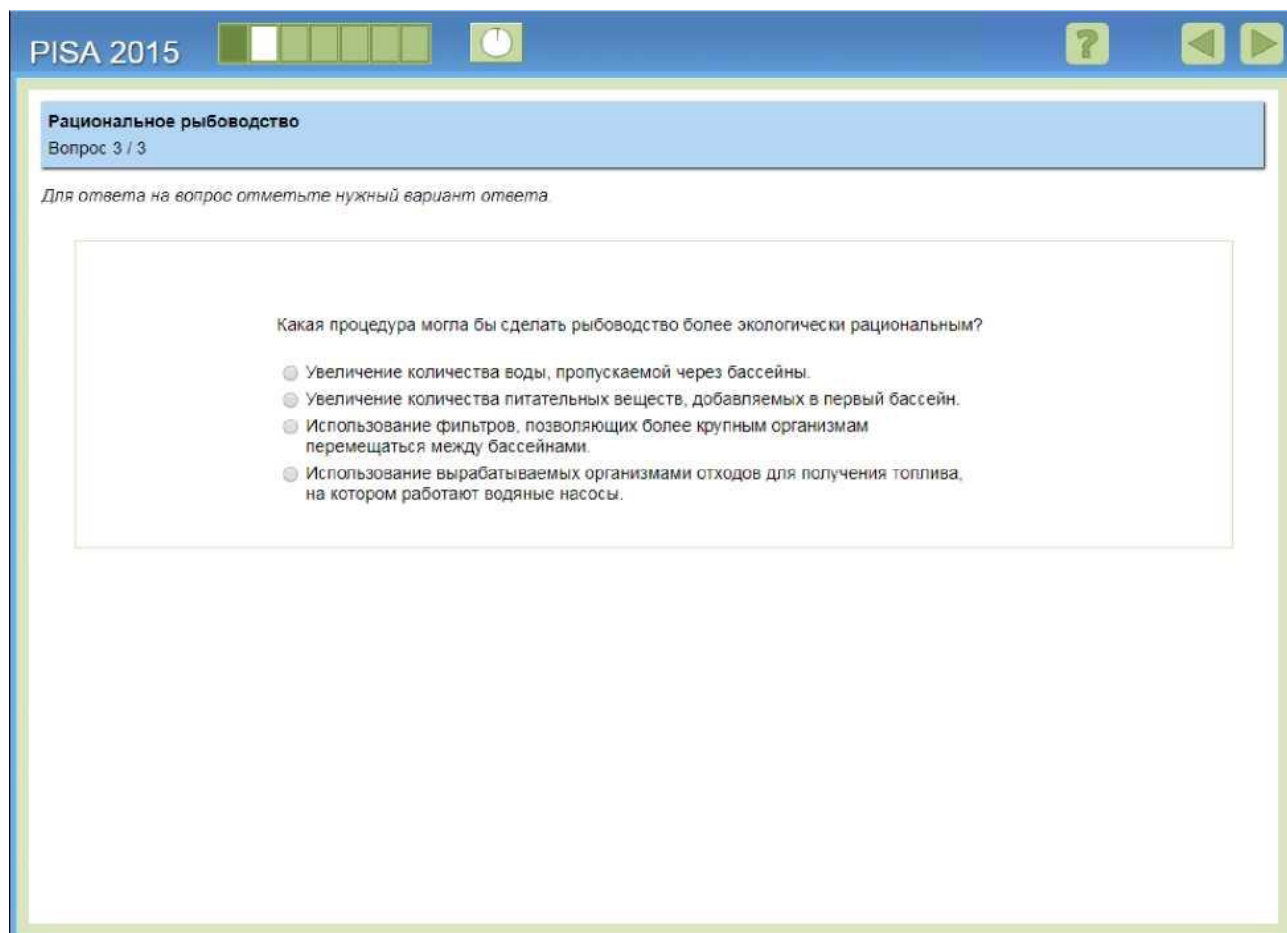 PISA 2015
?
Рациональное рыбоводство
Вопрос 3 / 3
Для ответа на вопрос отметьте нужный вариант ответа.
Какая процедура могла бы сделать рыбоводство более экологически рациональным?
Увеличение количества воды, пропускаемой через бассейны.
Увеличение количества питательных веществ, добавляемых в первый бассейн.
Использование фильтров, позволяющих более крупным организмам
перемещаться между бассейнами.
Использование вырабатываемых организмами отходов для получения топлива,
на котором работают водяные насосы.